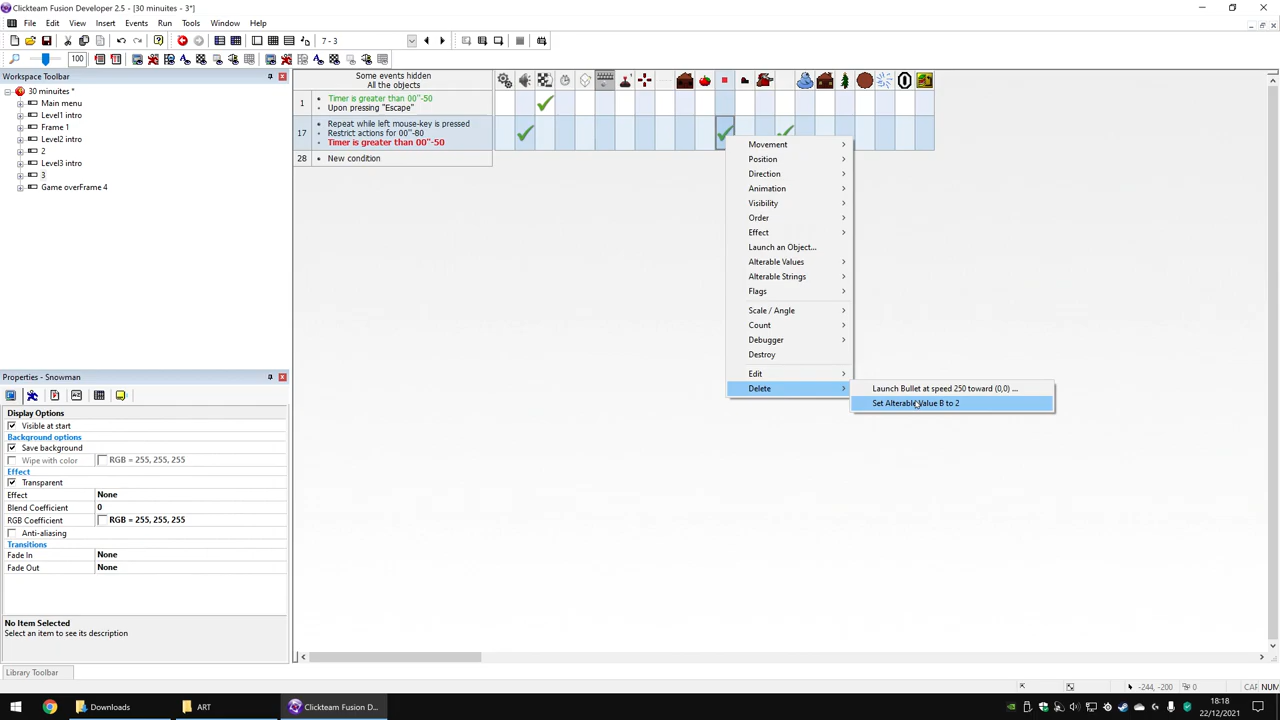 Clickteam Fusion Developer 2.5 - [30 minuites - 3*]
File Edit View Insert Events Run Tools Window Help
7 - 3
100
Workspace Toolbar
30 minuites *
Main menu
Level1 intro
Frame 1
Level2 intro
2
Level3 intro
3
Game overFrame 4
Some events hidden
All the objects
1
Timer is greater than 00"-50
Upon pressing "Escape"
17
Repeat while left mouse-key is pressed
Restrict actions for 00"-80
Timer is greater than 00"-50
28
New condition
Movement
Position
Direction
Animation
Visibility
Order
Effect
Launch an Object...
Alterable Values
Alterable Strings
Flags
Scale / Angle
Count
Debugger
Destroy
Edit
Delete
Launch Bullet at speed 250 toward (0,0) ...
Set Alterable Value B to 2
Properties - Snowman
Display Options
Visible at start
Background options
Save background
Wipe with color RGB = 255, 255, 255
Effect
Transparent
Effect None
Blend Coefficient 0
RGB Coefficient RGB = 255, 255, 255
Anti-aliasing
Transitions
Fade In None
Fade Out None
No Item Selected
Select an item to see its description
Library Toolbar
-244, -200
0
CAP NUM
Downloads
ART
Clickteam Fusion D...
18:18
22/12/2021